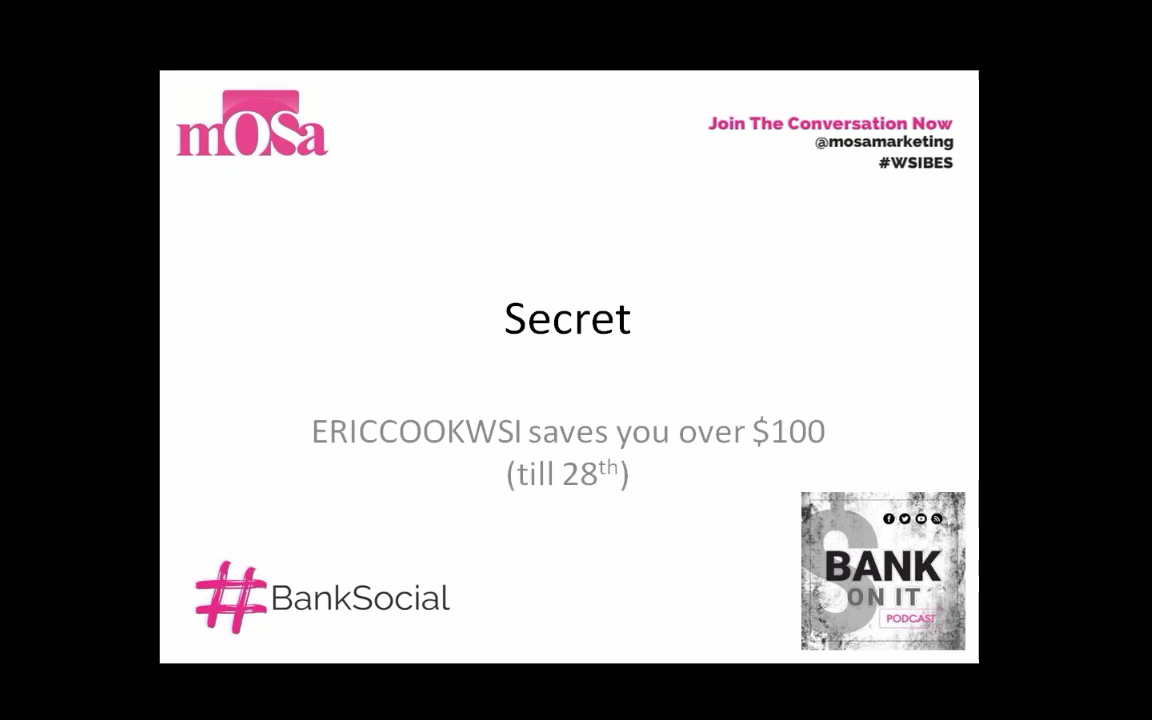 mOSa
Join The Conversation Now
@mosamarketing
#WSIBES
Secret
ERICCOOKWSI saves you over $100
(till 28th)
#BankSocial
$
BANK
ON IT
PODCAST